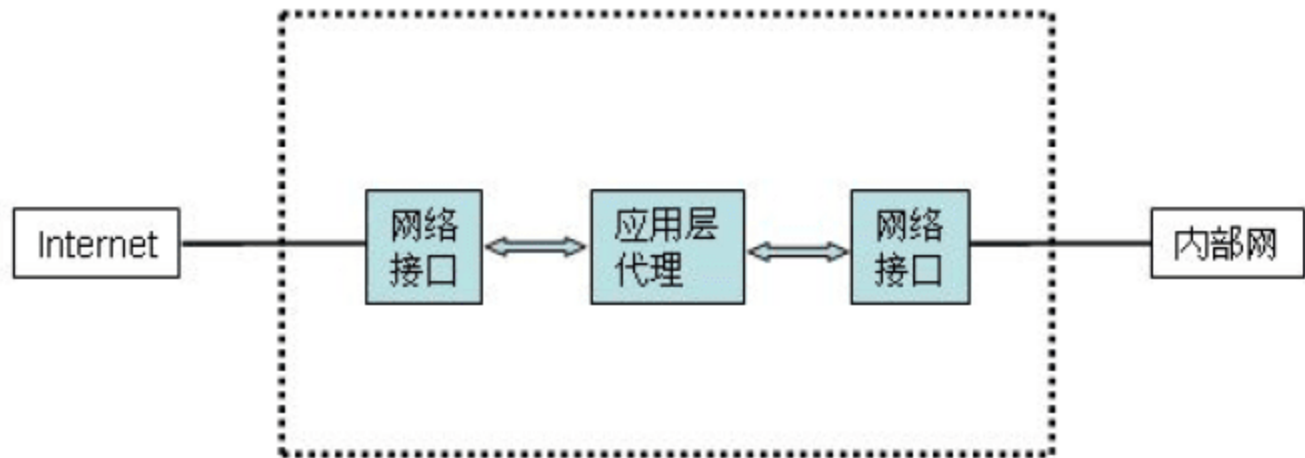 Internet
网络
接口
应用层
代理
网络
接口
内部网